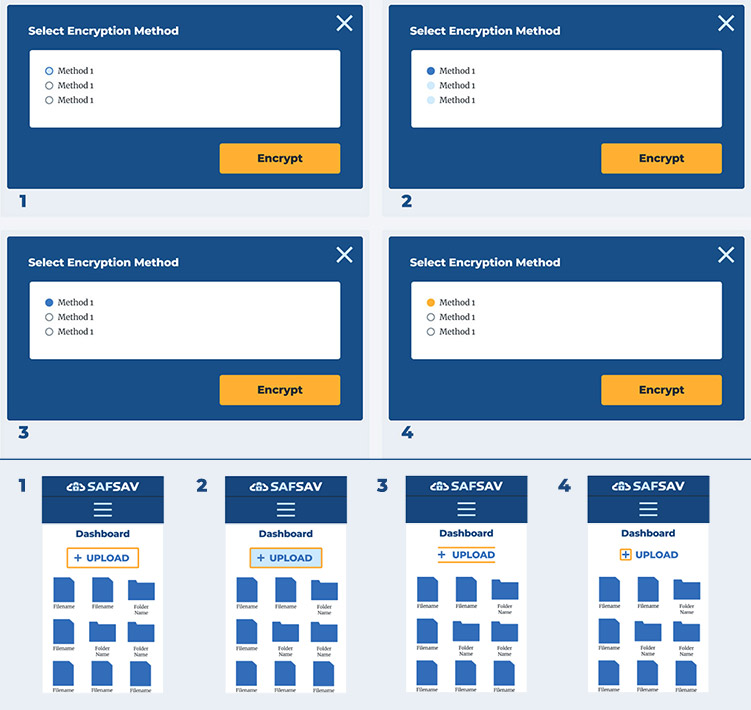 Select Encryption Method
Method 1
Method 1
Method 1
Encrypt
1
Select Encryption Method
Method 1
Method 1
Method 1
Encrypt
2
Select Encryption Method
Method 1
Method 1
Method 1
Encrypt
3
Select Encryption Method
Method 1
Method 1
Method 1
Encrypt
4
1
SAFSAV
Dashboard
+ UPLOAD
Filename Filename Folder
Name
Filename Folder Folder
Name Name
Filename Filename Filename
2
SAFSAV
Dashboard
+ UPLOAD
Filename Filename Folder
Name
Filename Folder Folder
Name Name
Filename Filename Filename
3
SAFSAV
Dashboard
+ UPLOAD
Filename Filename Folder
Name
Filename Folder Folder
Name Name
Filename Filename Filename
4
SAFSAV
Dashboard
+ UPLOAD
Filename Filename Folder
Name
Filename Folder Folder
Name Name
Filename Filename Filename